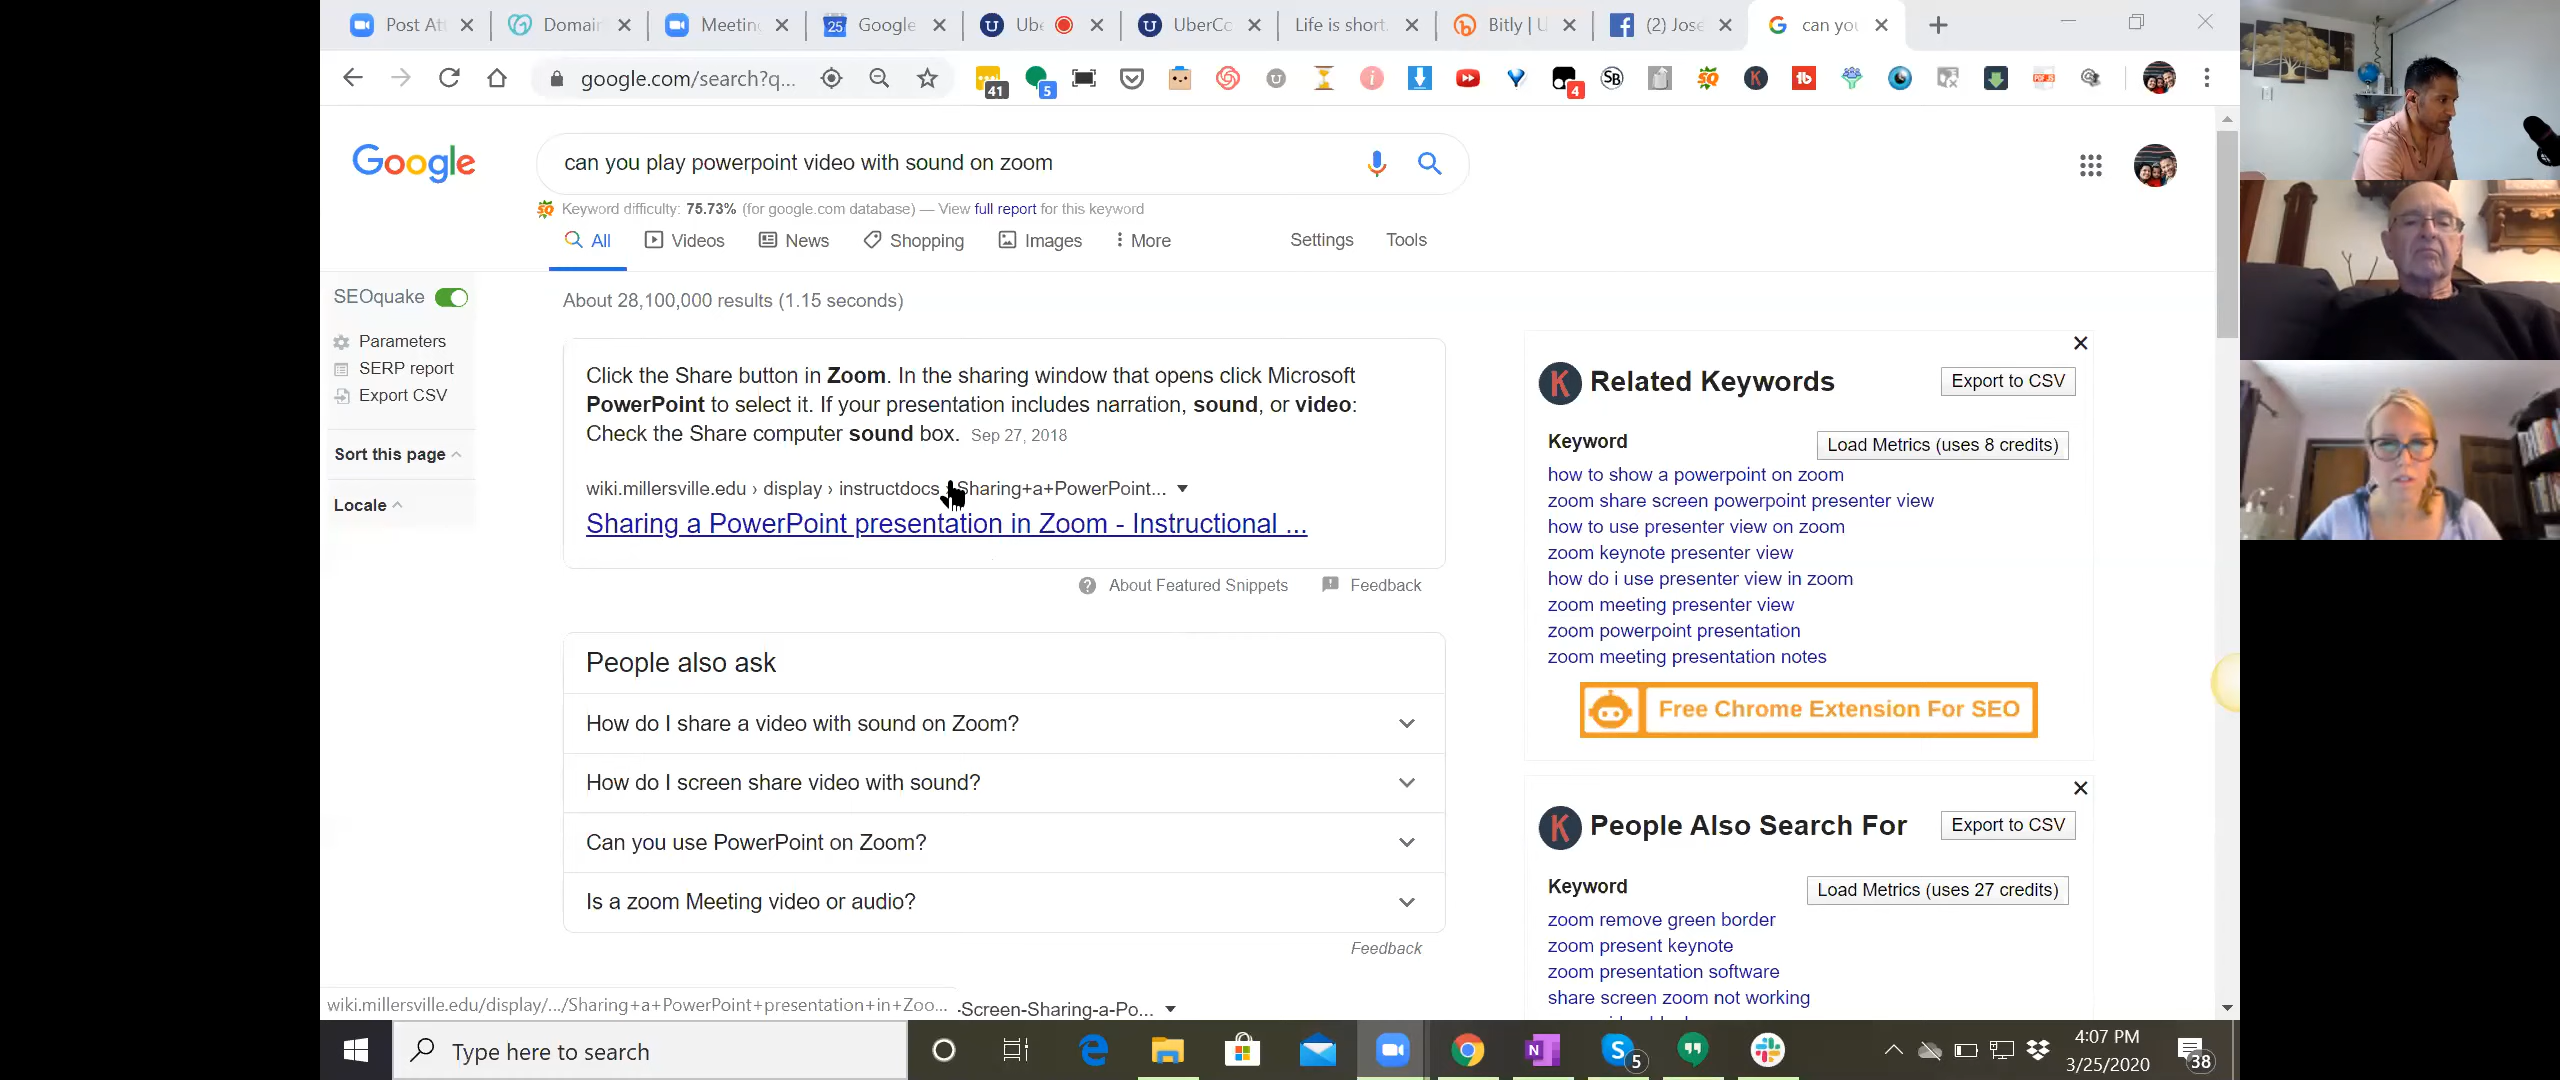 Post At
Domain
Meeting
25
Google
Ube
UberCo
Life is short.
Bitly | U
(2) Jose
can you
google.com/search?q...
41
5
4
SB
SQ
K
tb
PDF JS
Google
can you play powerpoint video with sound on zoom
Keyword difficulty: 75.73% (for google.com database) — View full report for this keyword
All
Videos
News
Shopping
Images
More
Settings
Tools
SEOquake
Parameters
SERP report
Export CSV
Sort this page
Locale
About 28,100,000 results (1.15 seconds)
Click the Share button in Zoom. In the sharing window that opens click Microsoft
PowerPoint to select it. If your presentation includes narration, sound, or video:
Check the Share computer sound box. Sep 27, 2018
wiki.millersville.edu › display › instructdocs › Sharing+a+PowerPoint...
Sharing a PowerPoint presentation in Zoom - Instructional ...
About Featured Snippets
Feedback
People also ask
How do I share a video with sound on Zoom?
How do I screen share video with sound?
Can you use PowerPoint on Zoom?
Is a zoom Meeting video or audio?
Feedback
wiki.millersville.edu/display/.../Sharing+a+PowerPoint+presentation+in+Zoo...
-Screen-Sharing-a-Po...
K
Related Keywords
Export to CSV
Keyword
Load Metrics (uses 8 credits)
how to show a powerpoint on zoom
zoom share screen powerpoint presenter view
how to use presenter view on zoom
zoom keynote presenter view
how do i use presenter view in zoom
zoom meeting presenter view
zoom powerpoint presentation
zoom meeting presentation notes
Free Chrome Extension For SEO
K
People Also Search For
Export to CSV
Keyword
Load Metrics (uses 27 credits)
zoom remove green border
zoom present keynote
zoom presentation software
share screen zoom not working
Type here to search
N
S
5
4:07 PM
3/25/2020
38